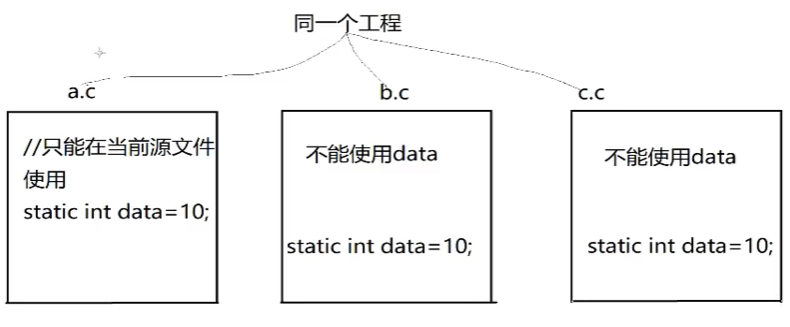 同一个工程
a.c
b.c
c.c
//只能在当前源文件
使用
static int data=10;
不能使用data
static int data=10;
不能使用data
static int data=10;